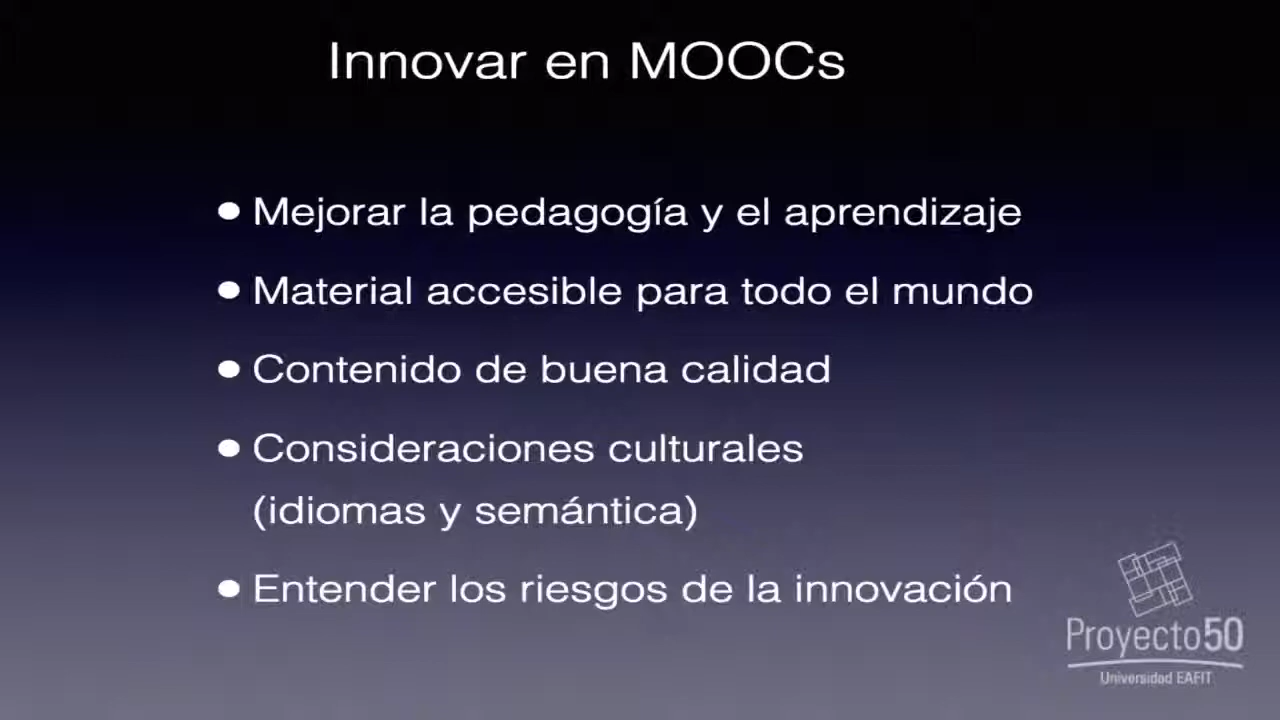 Innovar en MOOCs
• Mejorar la pedagogía y el aprendizaje
• Material accesible para todo el mundo
• Contenido de buena calidad
• Consideraciones culturales
(idiomas y semántica)
• Entender los riesgos de la innovación
Proyecto50
Universidad EAFIT